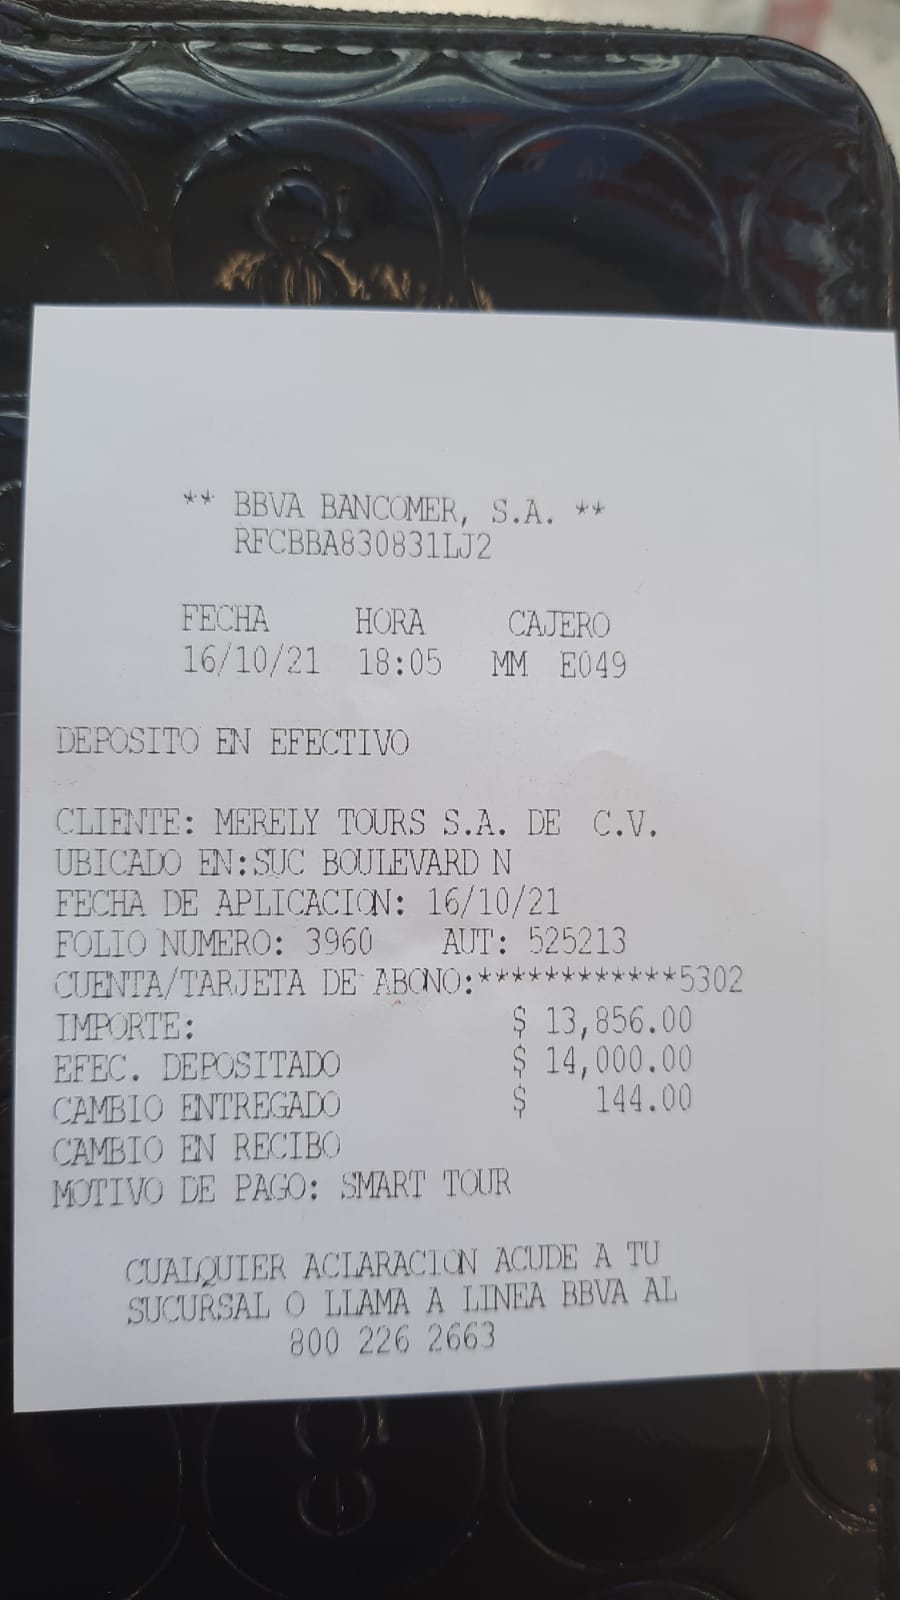 ** BBVA BANCOMER, S.A. **
RFCBBA830831LJ2
FECHA HORA CAJERO
16/10/21 18:05 MM E049
DEPOSITO EN EFECTIVO
CLIENTE: MERELY TOURS S.A. DE C.V.
UBICADO EN:SUC BOULEVARD N
FECHA DE APLICACION: 16/10/21
FOLIO NUMERO: 3960 AUT: 525213
CUENTA/TARJETA DE ABONO:************5302
IMPORTE: $ 13,856.00
EFEC. DEPOSITADO $ 14,000.00
CAMBIO ENTREGADO $ 144.00
CAMBIO EN RECIBO
MOTIVO DE PAGO: SMART TOUR
CUALQUIER ACLARACION ACUDE A TU
SUCURSAL O LLAMA A LINEA BBVA AL
800 226 2663